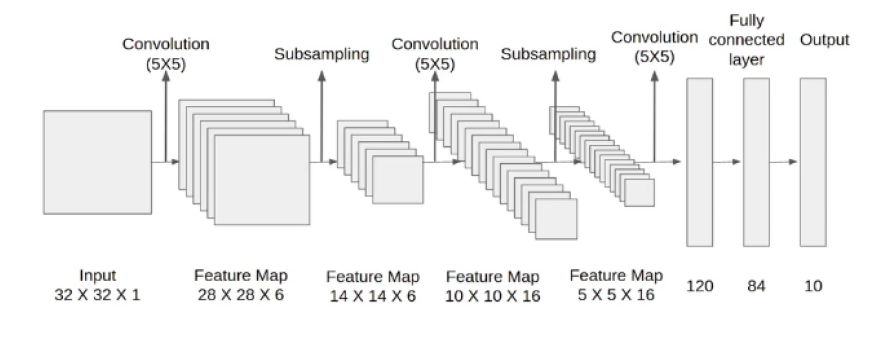 Convolution
(5X5)
Subsampling
Convolution
(5X5)
Subsampling
Convolution
(5X5)
Fully
connected
layer
Output
Input
32 X 32 X 1
Feature Map
28 X 28 X 6
Feature Map
14 X 14 X 6
Feature Map
10 X 10 X 16
Feature Map
5 X 5 X 16
120
84
10